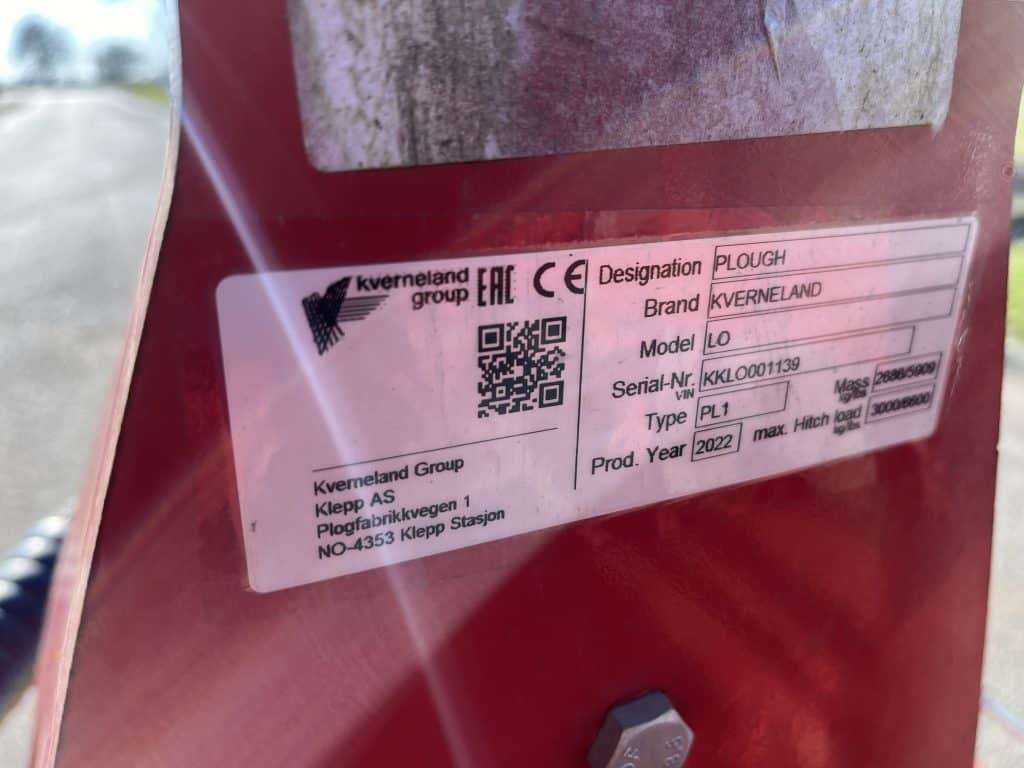 kverneland
group
EAC CE
Kverneland Group
Klepp AS
Plogfabrikkvegen 1
NO-4353 Klepp Stasjon
Designation PLOUGH
Brand KVERNELAND
Model LO
Serial-Nr. KKLO001139
VIN
Type PL1
Mass 2686/5909
kg/lbs
Prod. Year 2022
max. Hitch load 3000/6600
kg/lbs